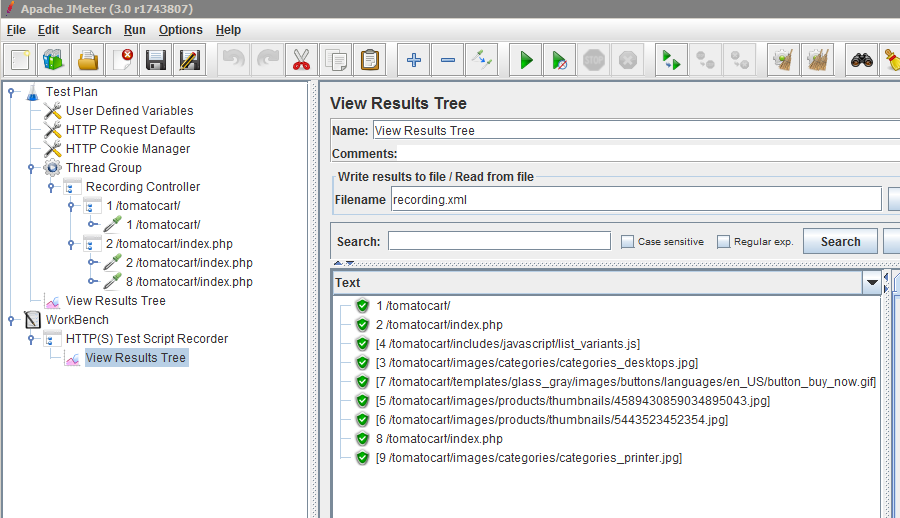 Apache JMeter (3.0 r1743807)
File Edit Search Run Options Help
STOP
Test Plan
User Defined Variables
HTTP Request Defaults
HTTP Cookie Manager
Thread Group
Recording Controller
1 /tomatocart/
1 /tomatocart/
2 /tomatocart/index.php
2 /tomatocart/index.php
8 /tomatocart/index.php
View Results Tree
WorkBench
HTTP(S) Test Script Recorder
View Results Tree
View Results Tree
Name: View Results Tree
Comments:
Write results to file / Read from file
Filename recording.xml
Search: Case sensitive Regular exp. Search
Text
1 /tomatocart/
2 /tomatocart/index.php
[4 /tomatocart/includes/javascript/list_variants.js]
[3 /tomatocart/images/categories/categories_desktops.jpg]
[7 /tomatocart/templates/glass_gray/images/buttons/languages/en_US/button_buy_now.gif]
[5 /tomatocart/images/products/thumbnails/4589430859034895043.jpg]
[6 /tomatocart/images/products/thumbnails/5443523452354.jpg]
8 /tomatocart/index.php
[9 /tomatocart/images/categories/categories_printer.jpg]